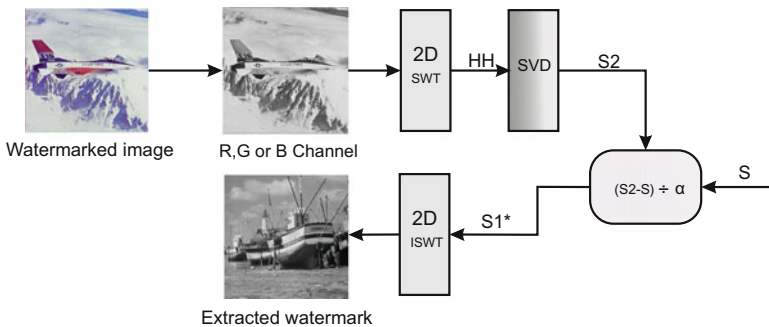 2D
SWT
HH
SVD
S2
Watermarked image
R,G or B Channel
(S2-S) ÷ α
S
2D
ISWT
S1*
Extracted watermark